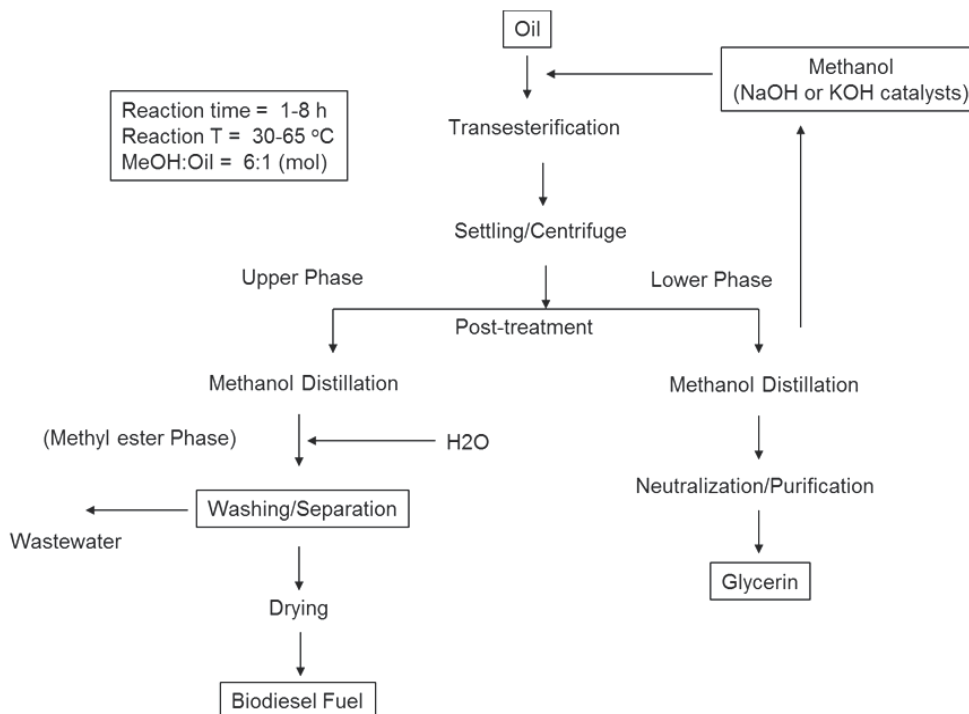 Oil
Methanol
(NaOH or KOH catalysts)
Reaction time = 1-8 h
Reaction T = 30-65 ºC
MeOH:Oil = 6:1 (mol)
Transesterification
Settling/Centrifuge
Upper Phase
Lower Phase
Post-treatment
Methanol Distillation
Methanol Distillation
(Methyl ester Phase)
H2O
Neutralization/Purification
Washing/Separation
Wastewater
Glycerin
Drying
Biodiesel Fuel